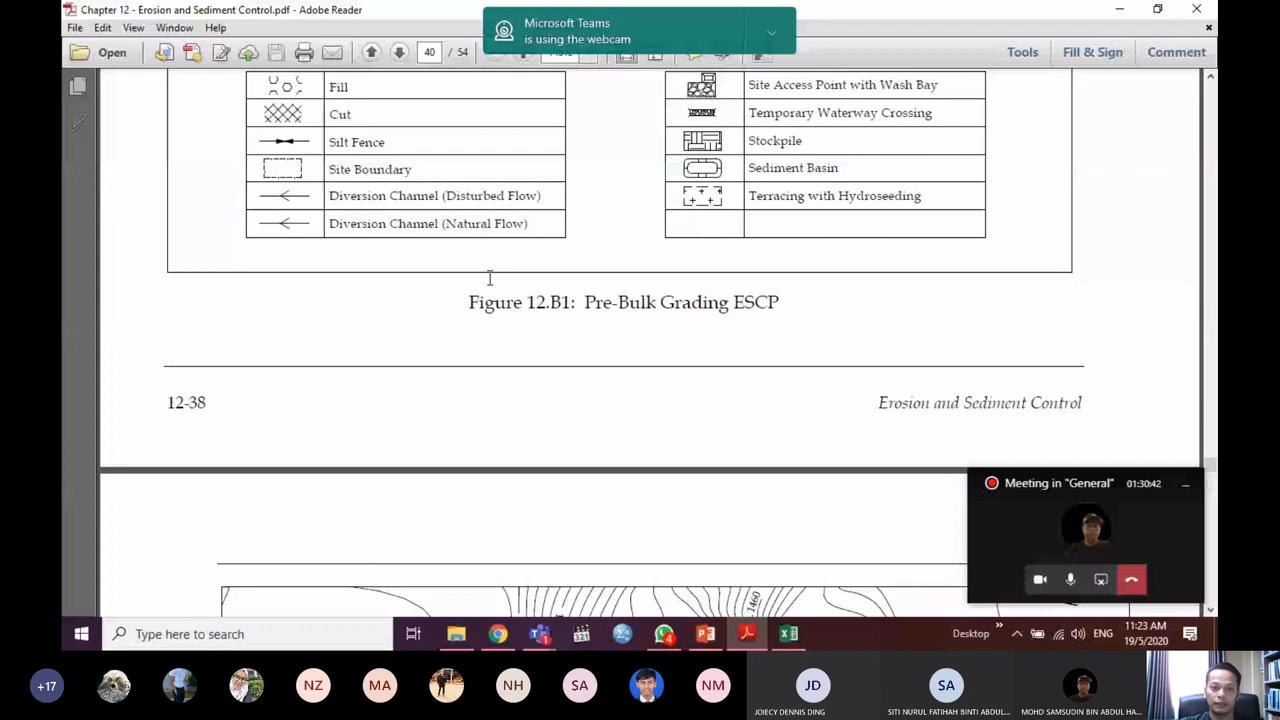 Chapter 12 - Erosion and Sediment Control.pdf - Adobe Reader
Microsoft Teams
is using the webcam
File Edit View Window Help
Open
40 / 54
Tools
Fill & Sign
Comment
Fill
Cut
Silt Fence
Site Boundary
Diversion Channel (Disturbed Flow)
Diversion Channel (Natural Flow)
Site Access Point with Wash Bay
Temporary Waterway Crossing
Stockpile
Sediment Basin
Terracing with Hydroseeding
Figure 12.B1: Pre-Bulk Grading ESCP
12-38
Erosion and Sediment Control
Meeting in "General"
01:30:42
1460
Type here to search
4
Desktop
ENG
11:23 AM
19/5/2020
+17
NZ
MA
NH
SA
NM
JD
SA
JOIECY DENNIS DING
SITI NURUL FATIHAH BINTI ABDUL...
MOHD SAMSUDIN BIN ABDUL HA...